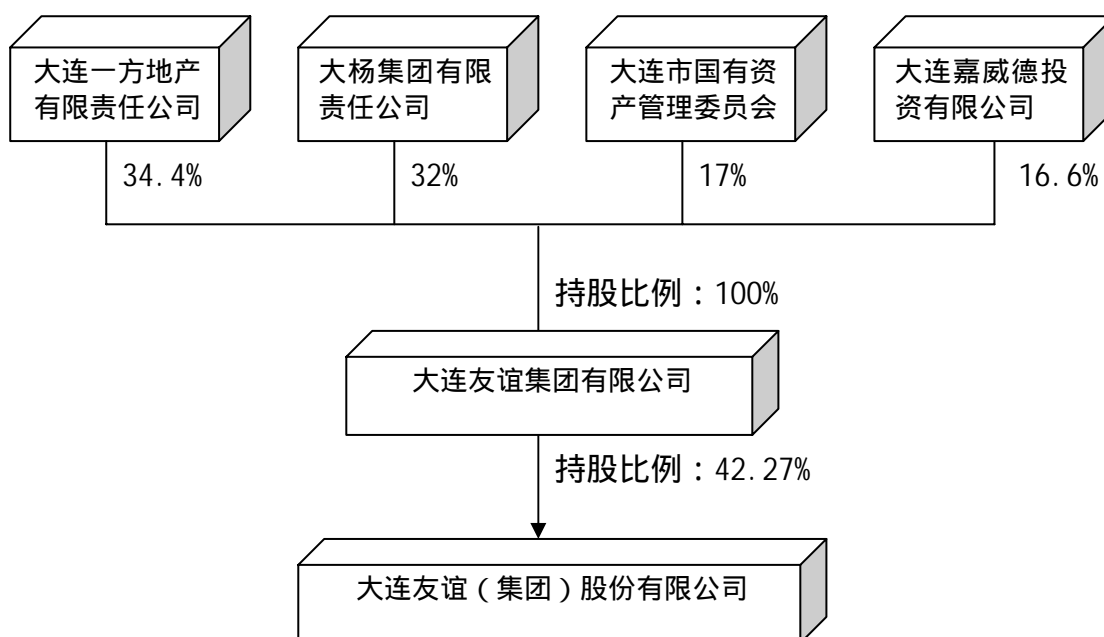 大连一方地产
有限责任公司
大杨集团有限
责任公司
大连市国有资
产管理委员会
大连嘉威德投
资有限公司
34.4%
32%
17%
16.6%
持股比例：100%
大连友谊集团有限公司
持股比例：42.27%
大连友谊（集团）股份有限公司